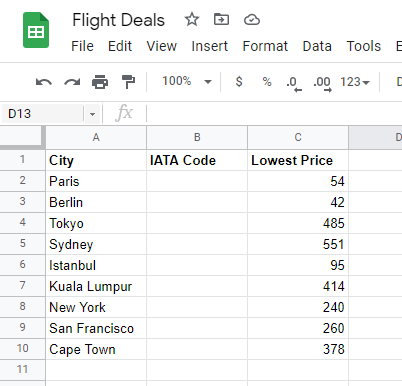 Flight Deals
File Edit View Insert Format Data Tools E
100% $ % .0 .00 123
D13 fx
A B C D
1 City IATA Code Lowest Price
2 Paris 54
3 Berlin 42
4 Tokyo 485
5 Sydney 551
6 Istanbul 95
7 Kuala Lumpur 414
8 New York 240
9 San Francisco 260
10 Cape Town 378
11